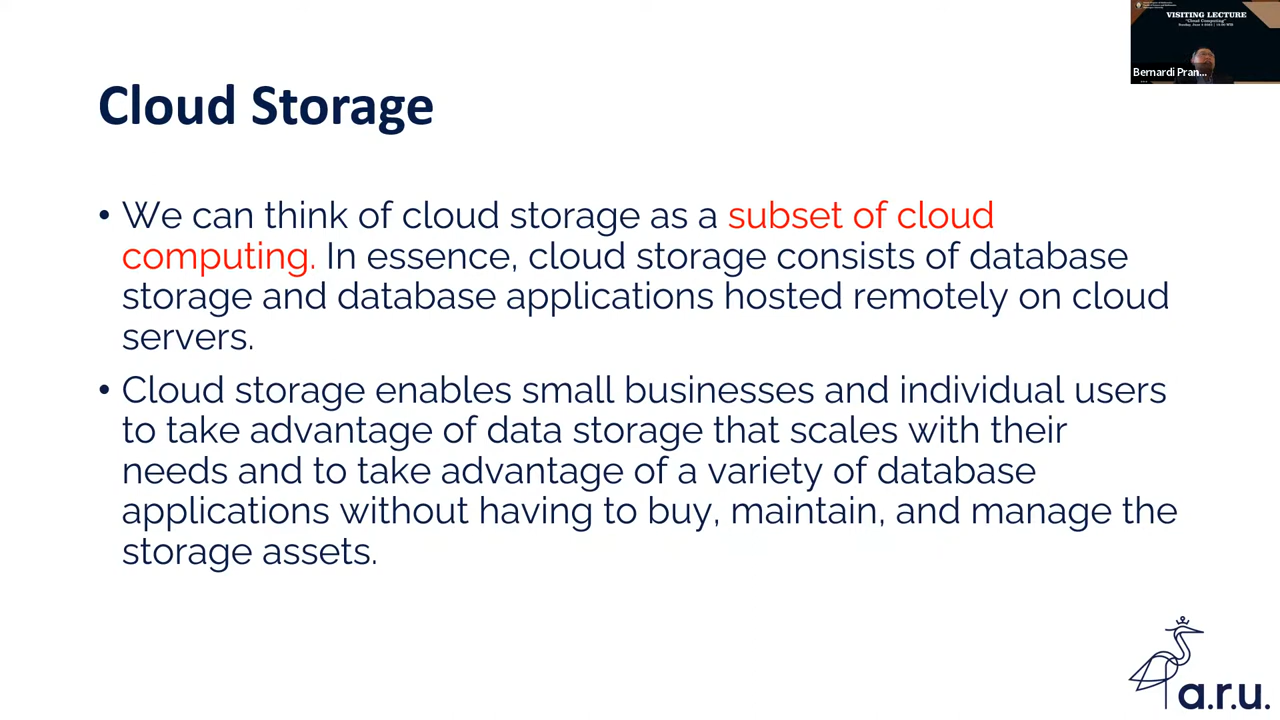 VISITING LECTURE
"Cloud Computing"
Bernardi Pran...
Cloud Storage
• We can think of cloud storage as a subset of cloud
computing. In essence, cloud storage consists of database
storage and database applications hosted remotely on cloud
servers.
• Cloud storage enables small businesses and individual users
to take advantage of data storage that scales with their
needs and to take advantage of a variety of database
applications without having to buy, maintain, and manage the
storage assets.
a.r.u.